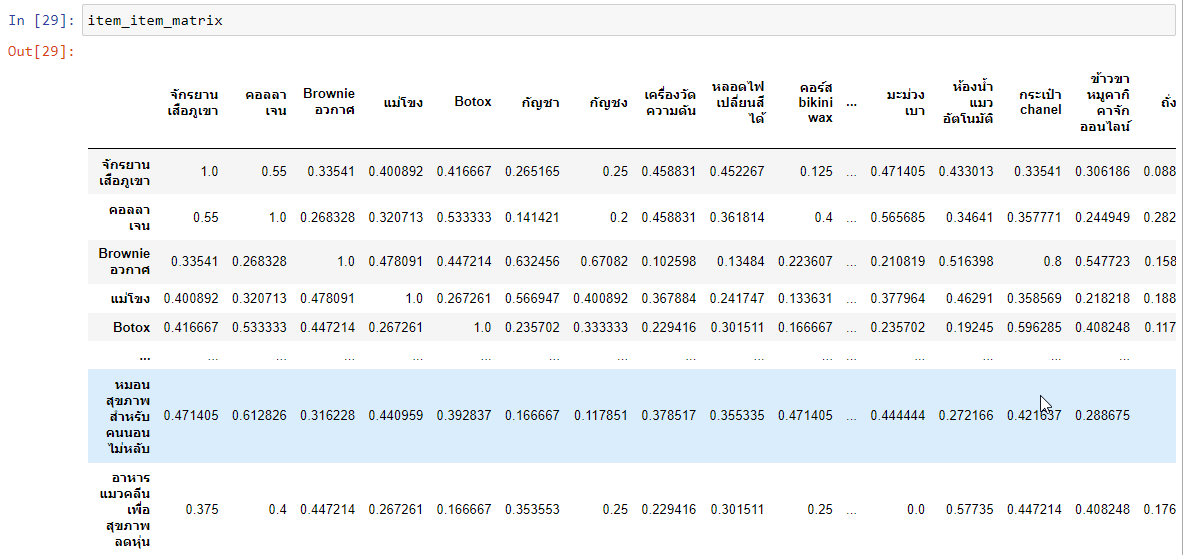 In [29]: item_item_matrix
Out[29]:
จักรยานเสือภูเขา คอลลาเจน Brownie อวกาศ แม่โขง Botox กัญชา กัญชง เครื่องวัดความดัน หลอดไฟเปลี่ยนสีได้ คอร์ส bikini wax ... มะม่วงเบา ห้องน้ำแมวอัตโนมัติ กระเป๋า chanel ข้าวขาหมูคากิคาจักออนไลน์ ถั่ง
จักรยานเสือภูเขา 1.0 0.55 0.33541 0.400892 0.416667 0.265165 0.25 0.458831 0.452267 0.125 ... 0.471405 0.433013 0.33541 0.306186 0.088
คอลลาเจน 0.55 1.0 0.268328 0.320713 0.533333 0.141421 0.2 0.458831 0.361814 0.4 ... 0.565685 0.34641 0.357771 0.244949 0.282
Brownie อวกาศ 0.33541 0.268328 1.0 0.478091 0.447214 0.632456 0.67082 0.102598 0.13484 0.223607 ... 0.210819 0.516398 0.8 0.547723 0.158
แม่โขง 0.400892 0.320713 0.478091 1.0 0.267261 0.566947 0.400892 0.367884 0.241747 0.133631 ... 0.377964 0.46291 0.358569 0.218218 0.188
Botox 0.416667 0.533333 0.447214 0.267261 1.0 0.235702 0.333333 0.229416 0.301511 0.166667 ... 0.235702 0.19245 0.596285 0.408248 0.117
... ... ... ... ... ... ... ... ... ... ... ... ... ... ... ...
หมอนสุขภาพสำหรับคนนอนไม่หลับ 0.471405 0.612826 0.316228 0.440959 0.392837 0.166667 0.117851 0.378517 0.355335 0.471405 ... 0.444444 0.272166 0.421637 0.288675
อาหารแมวคลีนเพื่อสุขภาพลดหุ่น 0.375 0.4 0.447214 0.267261 0.166667 0.353553 0.25 0.229416 0.301511 0.25 ... 0.0 0.57735 0.447214 0.408248 0.176